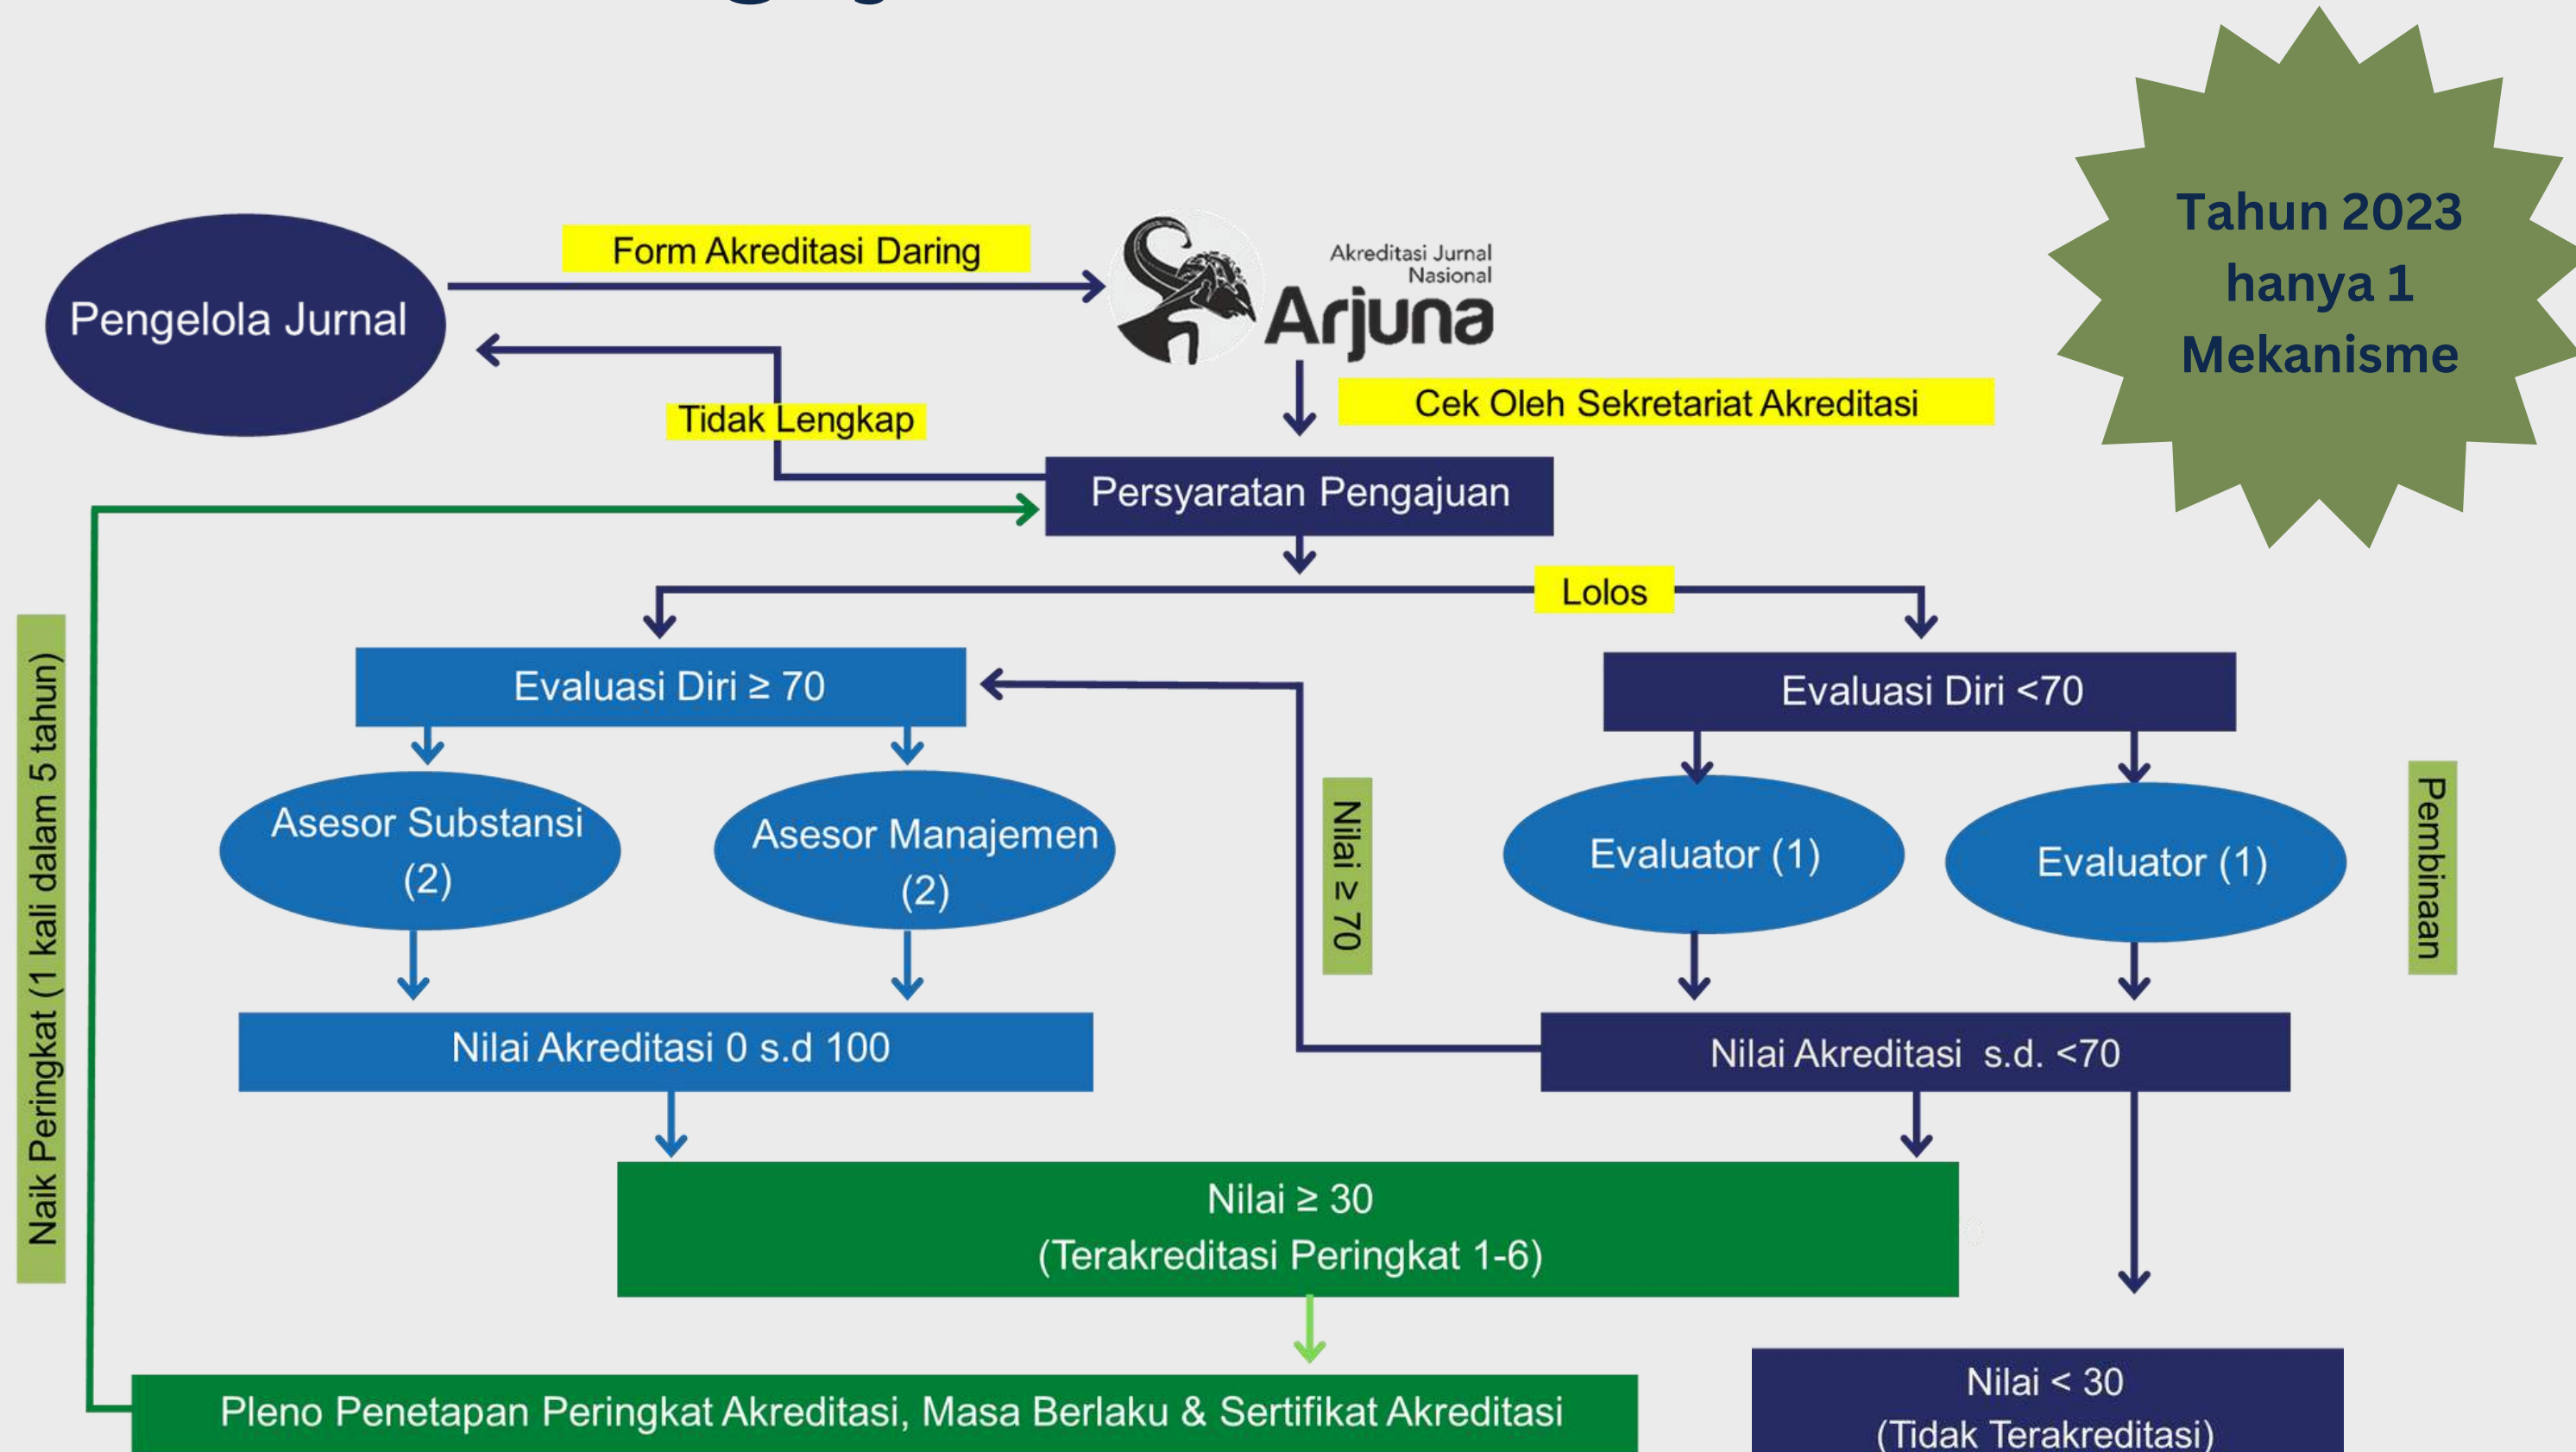 Tahun 2023
hanya 1
Mekanisme
Form Akreditasi Daring
Pengelola Jurnal
Akreditasi Jurnal
Nasional
Arjuna
Cek Oleh Sekretariat Akreditasi
Tidak Lengkap
Persyaratan Pengajuan
Lolos
Evaluasi Diri ≥ 70
Evaluasi Diri <70
Asesor Substansi
(2)
Asesor Manajemen
(2)
Nilai ≥ 70
Evaluator (1)
Evaluator (1)
Pembinaan
Naik Peringkat (1 kali dalam 5 tahun)
Nilai Akreditasi 0 s.d 100
Nilai Akreditasi s.d. <70
Nilai ≥ 30
(Terakreditasi Peringkat 1-6)
Pleno Penetapan Peringkat Akreditasi, Masa Berlaku & Sertifikat Akreditasi
Nilai < 30
(Tidak Terakreditasi)